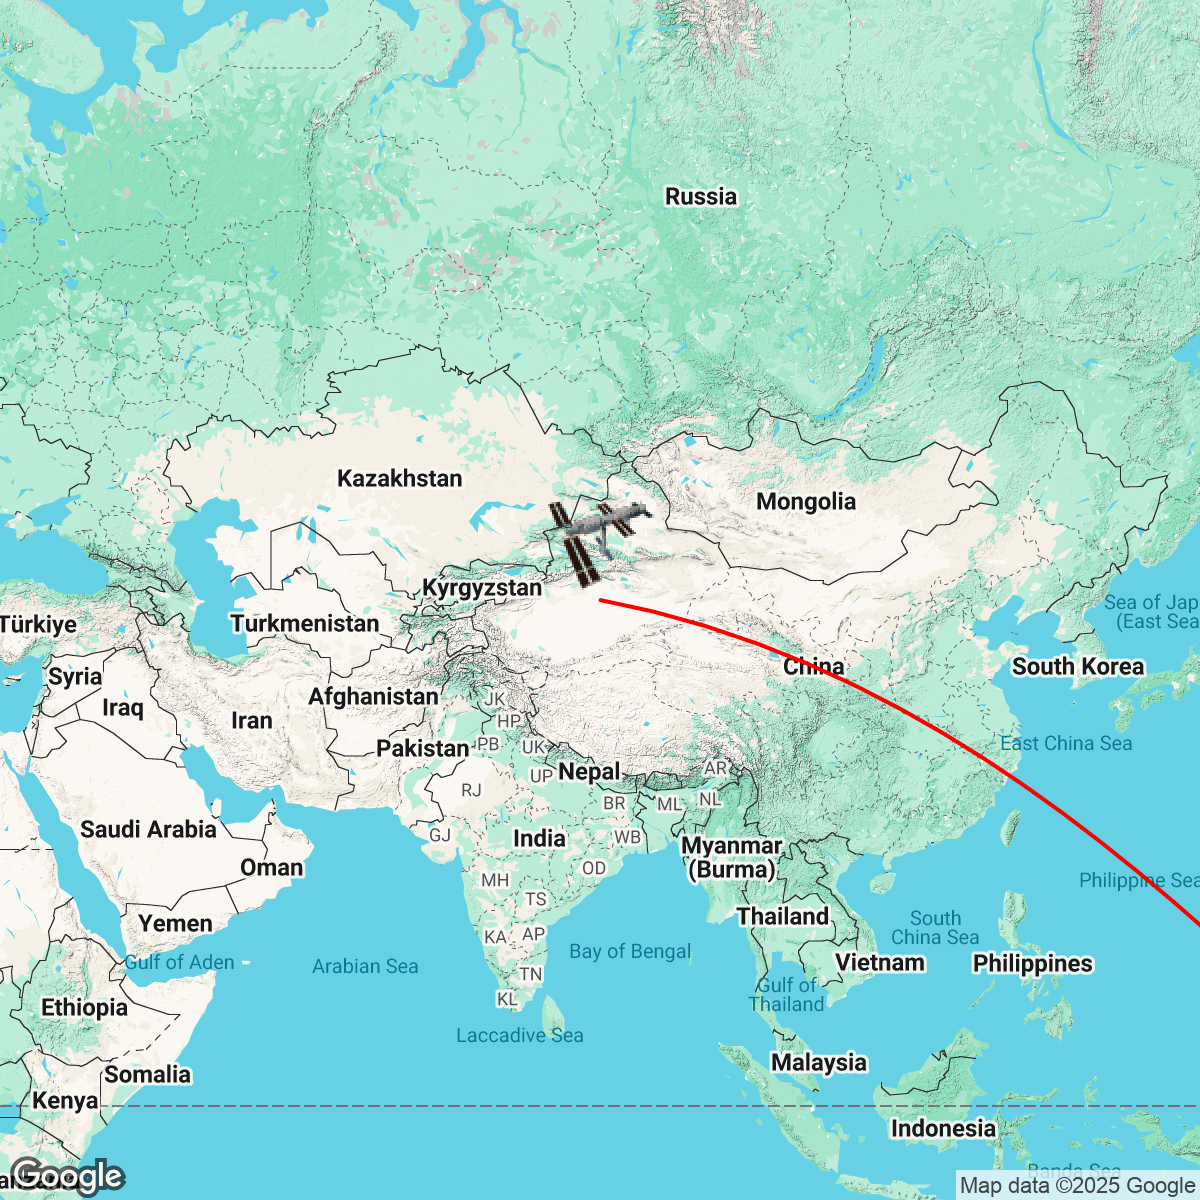 Russia
Kazakhstan
Mongolia
Kyrgyzstan
Türkiye
Turkmenistan
Sea of Jap
(East Sea
Syria
China
South Korea
Afghanistan
JK
Iraq
Iran
HP
Pakistan
PB
UK
East China Sea
Nepal
AR
UP
RJ
BR
ML
NL
Saudi Arabia
GJ
India
WB
Myanmar
(Burma)
Oman
OD
MH
Philippine Sea
TS
Yemen
Thailand
South
China Sea
KA
AP
Bay of Bengal
Gulf of Aden
Arabian Sea
Vietnam
Philippines
TN
Gulf of
Thailand
KL
Ethiopia
Laccadive Sea
Malaysia
Somalia
Kenya
Indonesia
Banda Sea
Google
Map data ©2025 Google